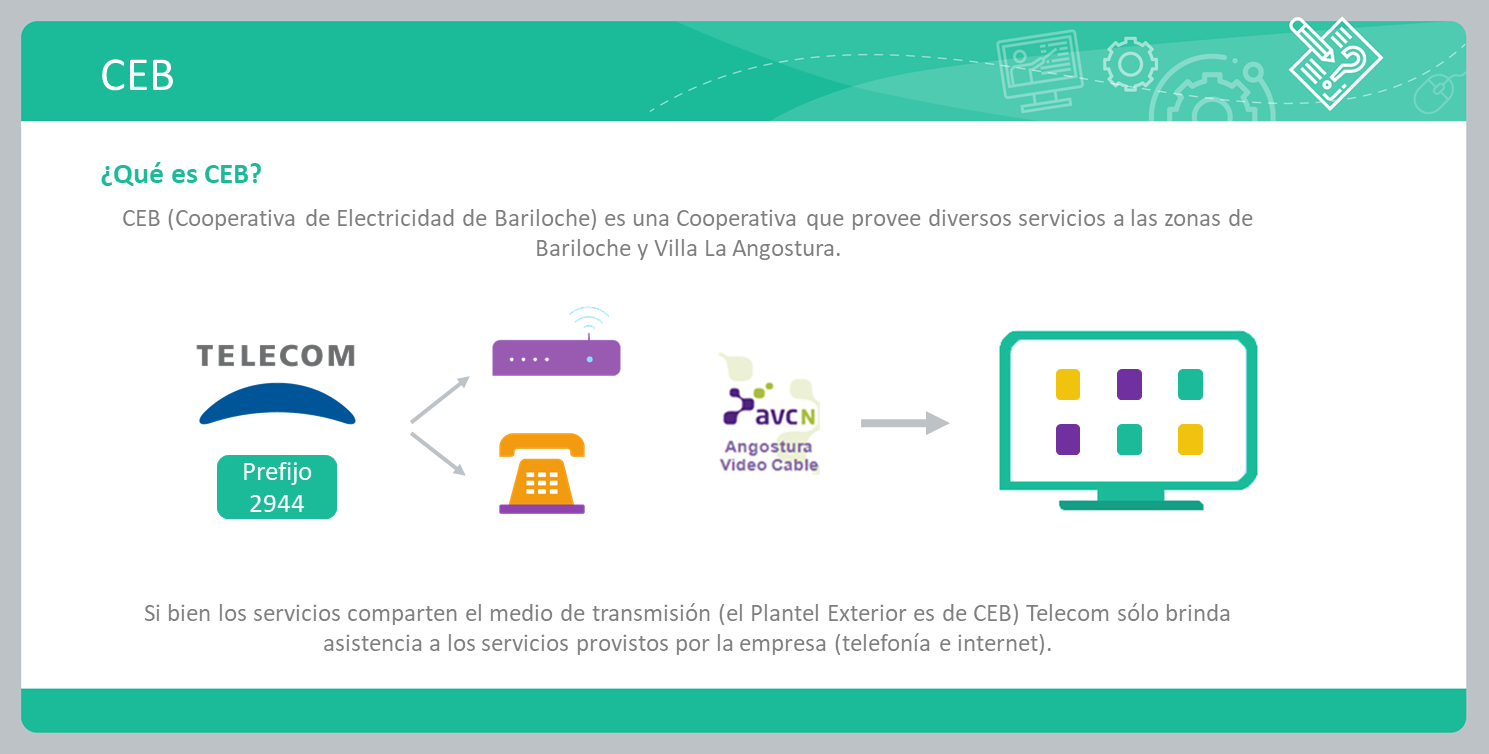 CEB
¿Qué es CEB?
CEB (Cooperativa de Electricidad de Bariloche) es una Cooperativa que provee diversos servicios a las zonas de
Bariloche y Villa La Angostura.
TELECOM
Prefijo
2944
avcn
Angostura
Video Cable
Si bien los servicios comparten el medio de transmisión (el Plantel Exterior es de CEB) Telecom sólo brinda
asistencia a los servicios provistos por la empresa (telefonía e internet).